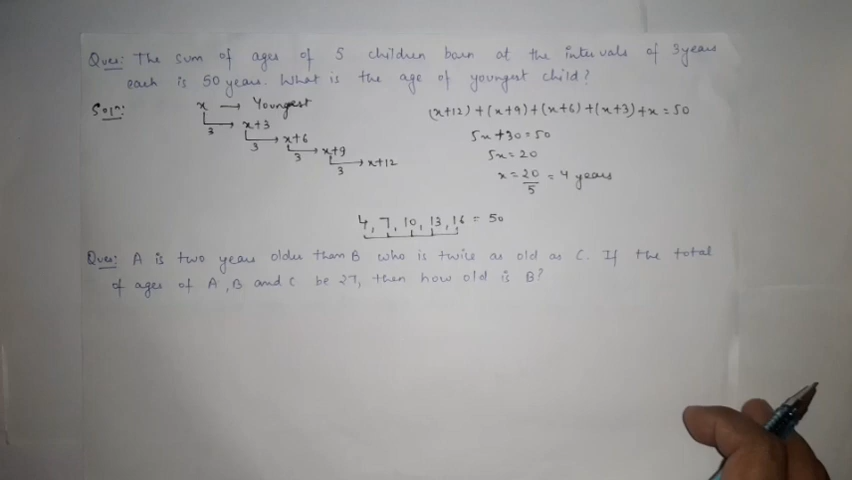 Ques: The sum of ages of 5 children born at the intervals of 3 years
each is 50 years. What is the age of youngest child?
Solⁿ: x → Youngest
3 x+3
3 x+6
3 x+9
3 x+12
(x+12) + (x+9) + (x+6) + (x+3) + x = 50
5x + 30 = 50
5x = 20
x = 20/5 = 4 years
4, 7, 10, 13, 16 = 50
Ques: A is two years older than B who is twice as old as C. If the total
of ages of A, B and C be 27, then how old is B?